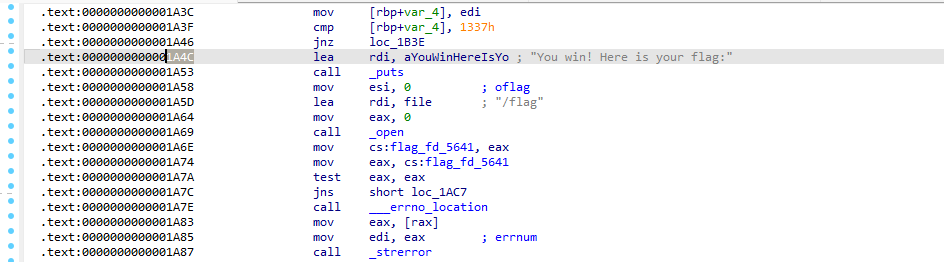 .text:0000000000001A3C mov [rbp+var_4], edi
.text:0000000000001A3F cmp [rbp+var_4], 1337h
.text:0000000000001A46 jnz loc_1B3E
.text:0000000000001A4C lea rdi, aYouWinHereIsYo ; "You win! Here is your flag:"
.text:0000000000001A53 call _puts
.text:0000000000001A58 mov esi, 0 ; oflag
.text:0000000000001A5D lea rdi, file ; "/flag"
.text:0000000000001A64 mov eax, 0
.text:0000000000001A69 call _open
.text:0000000000001A6E mov cs:flag_fd_5641, eax
.text:0000000000001A74 mov eax, cs:flag_fd_5641
.text:0000000000001A7A test eax, eax
.text:0000000000001A7C jns short loc_1AC7
.text:0000000000001A7E call ___errno_location
.text:0000000000001A83 mov eax, [rax]
.text:0000000000001A85 mov edi, eax ; errnum
.text:0000000000001A87 call _strerror